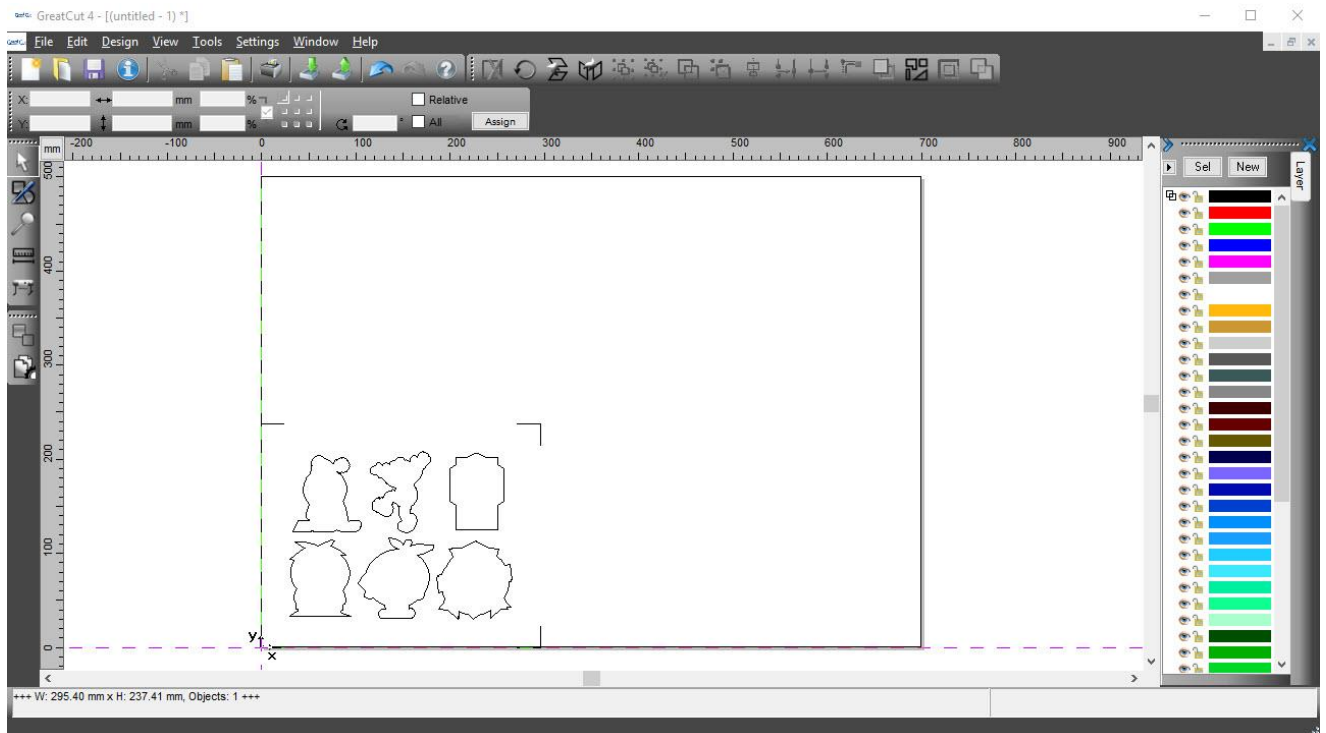 GreatCut 4 - [(untitled - 1) *]
File Edit Design View Tools Settings Window Help
X: mm % Relative
Y: mm % ° All Assign
mm -200 -100 0 100 200 300 400 500 600 700 800 900
Sel New
Layer
500
400
300
200
100
0
Y
X
+++ W: 295.40 mm x H: 237.41 mm, Objects: 1 +++